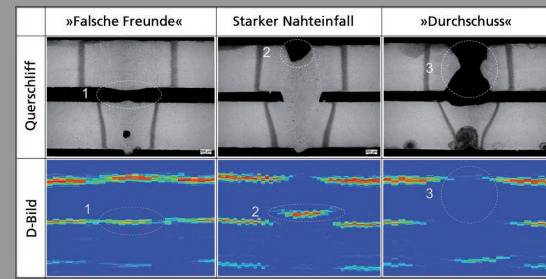 »Falsche Freunde«
Starker Nahteinfall
»Durchschuss«
Querschliff
1
2
3
D-Bild
1
2
3